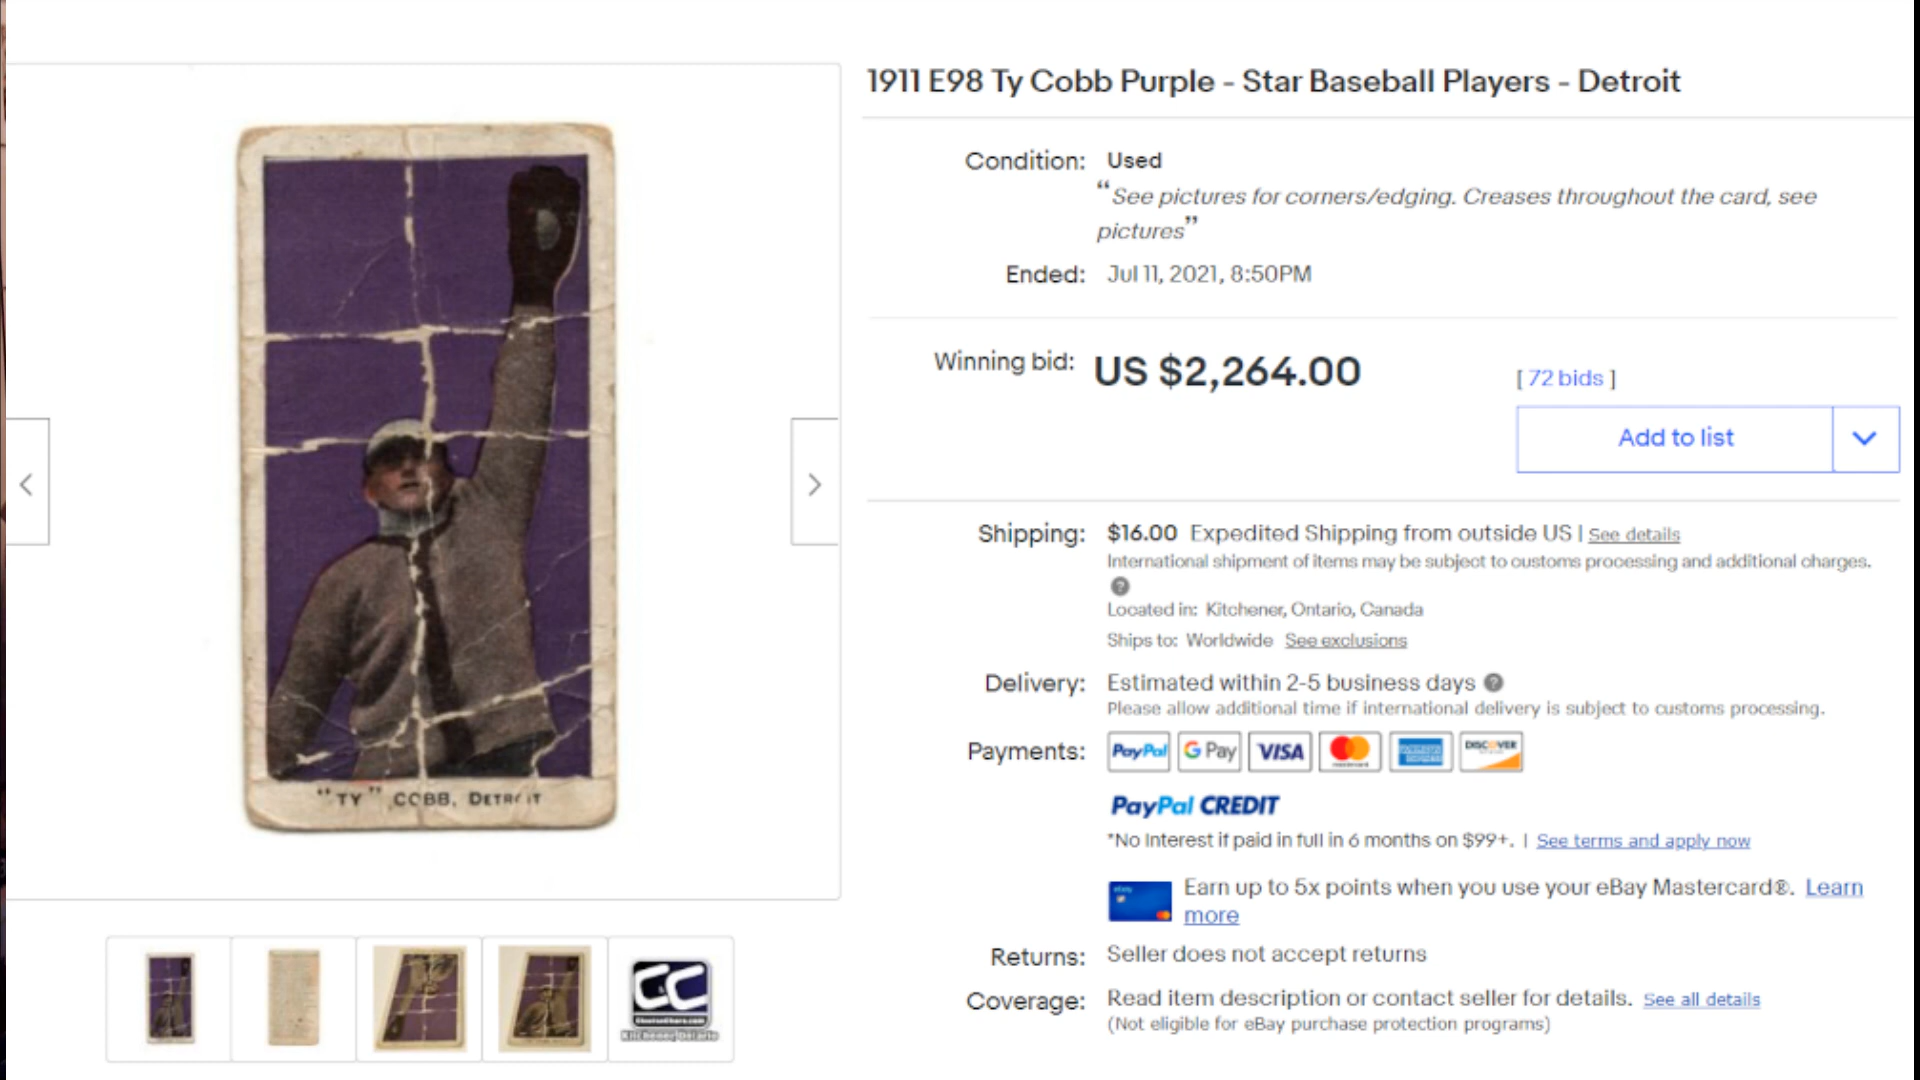 1911 E98 Ty Cobb Purple - Star Baseball Players - Detroit
Condition: Used
“See pictures for corners/edging. Creases throughout the card, see
pictures”
Ended: Jul 11, 2021, 8:50PM
Winning bid: US $2,264.00 [ 72 bids ]
Add to list
Shipping: $16.00 Expedited Shipping from outside US | See details
International shipment of items may be subject to customs processing and additional charges.
?
Located in: Kitchener, Ontario, Canada
Ships to: Worldwide See exclusions
Delivery: Estimated within 2-5 business days ?
Please allow additional time if international delivery is subject to customs processing.
Payments: PayPal G Pay VISA mastercard AMERICAN EXPRESS DISCOVER
PayPal CREDIT
*No Interest if paid in full in 6 months on $99+. | See terms and apply now
ebay
Earn up to 5x points when you use your eBay Mastercard®. Learn
more
Returns: Seller does not accept returns
Coverage: Read item description or contact seller for details. See all details
(Not eligible for eBay purchase protection programs)
"TY" COBB, DETROIT
CC
Kitchener, Ontario